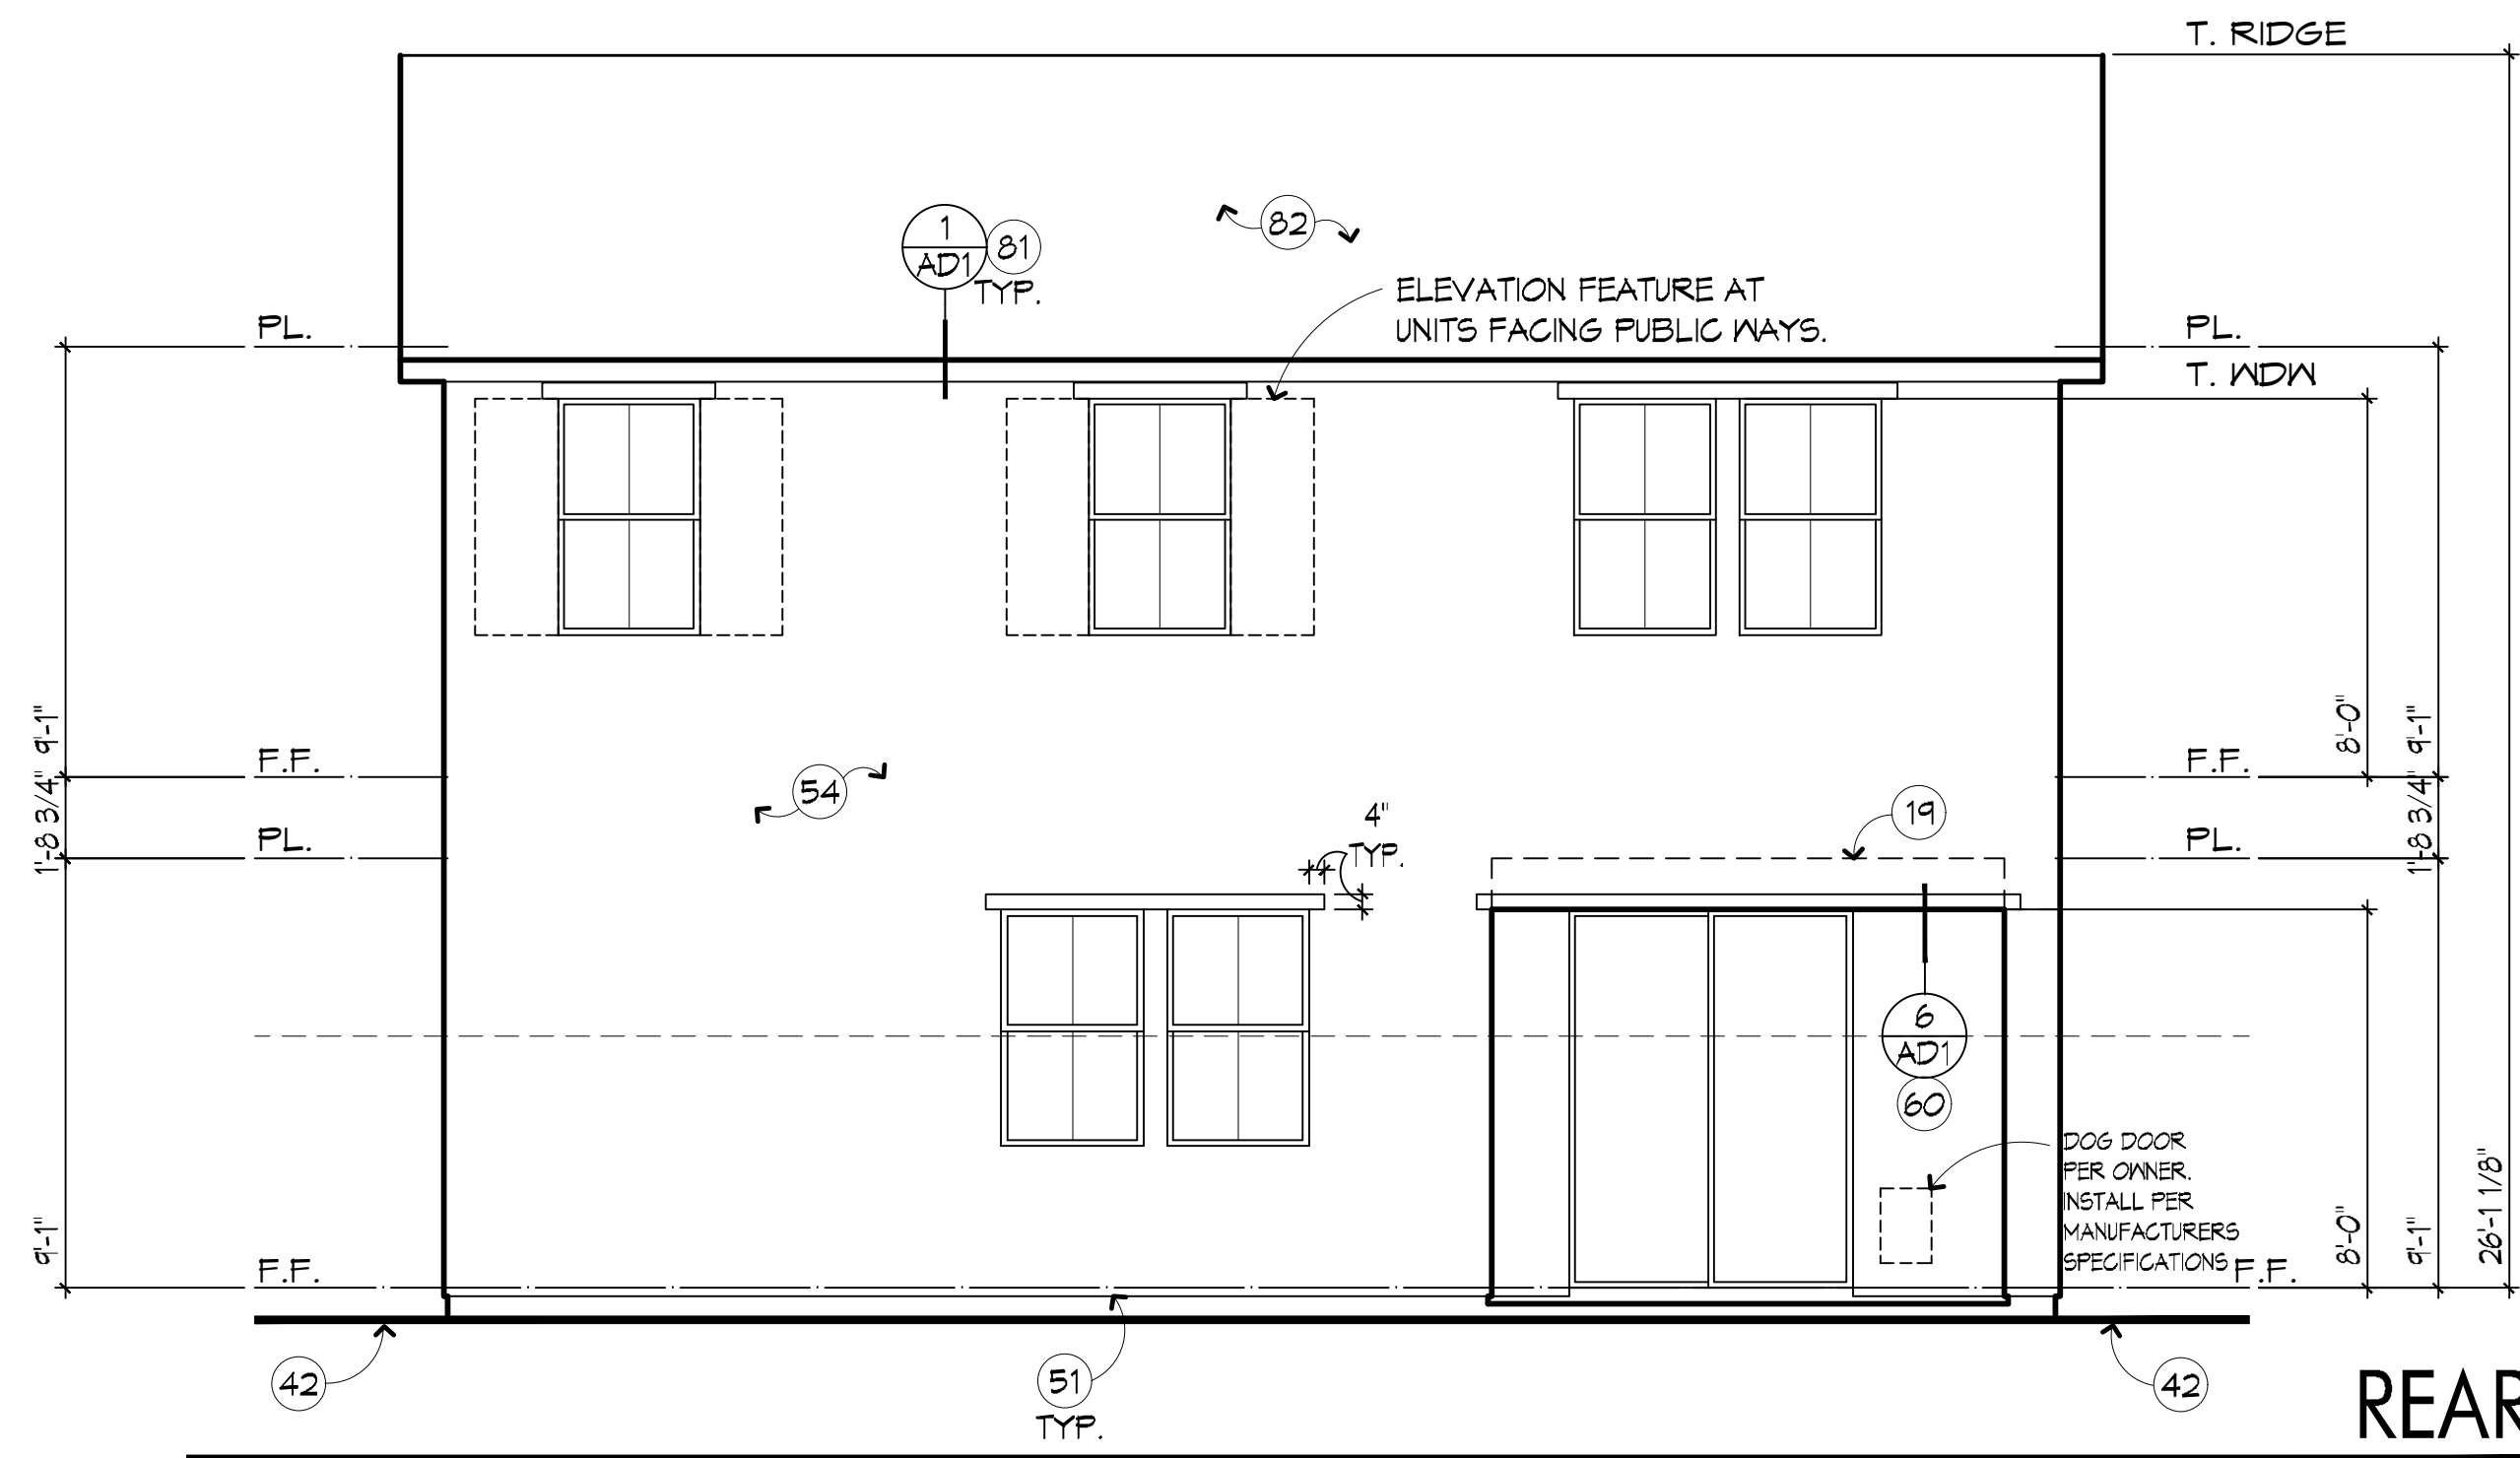 T. RIDGE
82
1
AD1
81
TYP.
ELEVATION FEATURE AT
UNITS FACING PUBLIC WAYS.
PL.
PL.
T. WDW
9'-1"
8'-0"
9'-1"
F.F.
F.F.
54
1'-8 3/4"
1'-8 3/4"
4"
TYP.
19
PL.
PL.
6
AD1
60
DOG DOOR
PER OWNER.
INSTALL PER
MANUFACTURERS
SPECIFICATIONS
9'-1"
8'-0"
9'-1"
26'-1 1/8"
F.F.
F.F.
42
51
TYP.
42
REAR